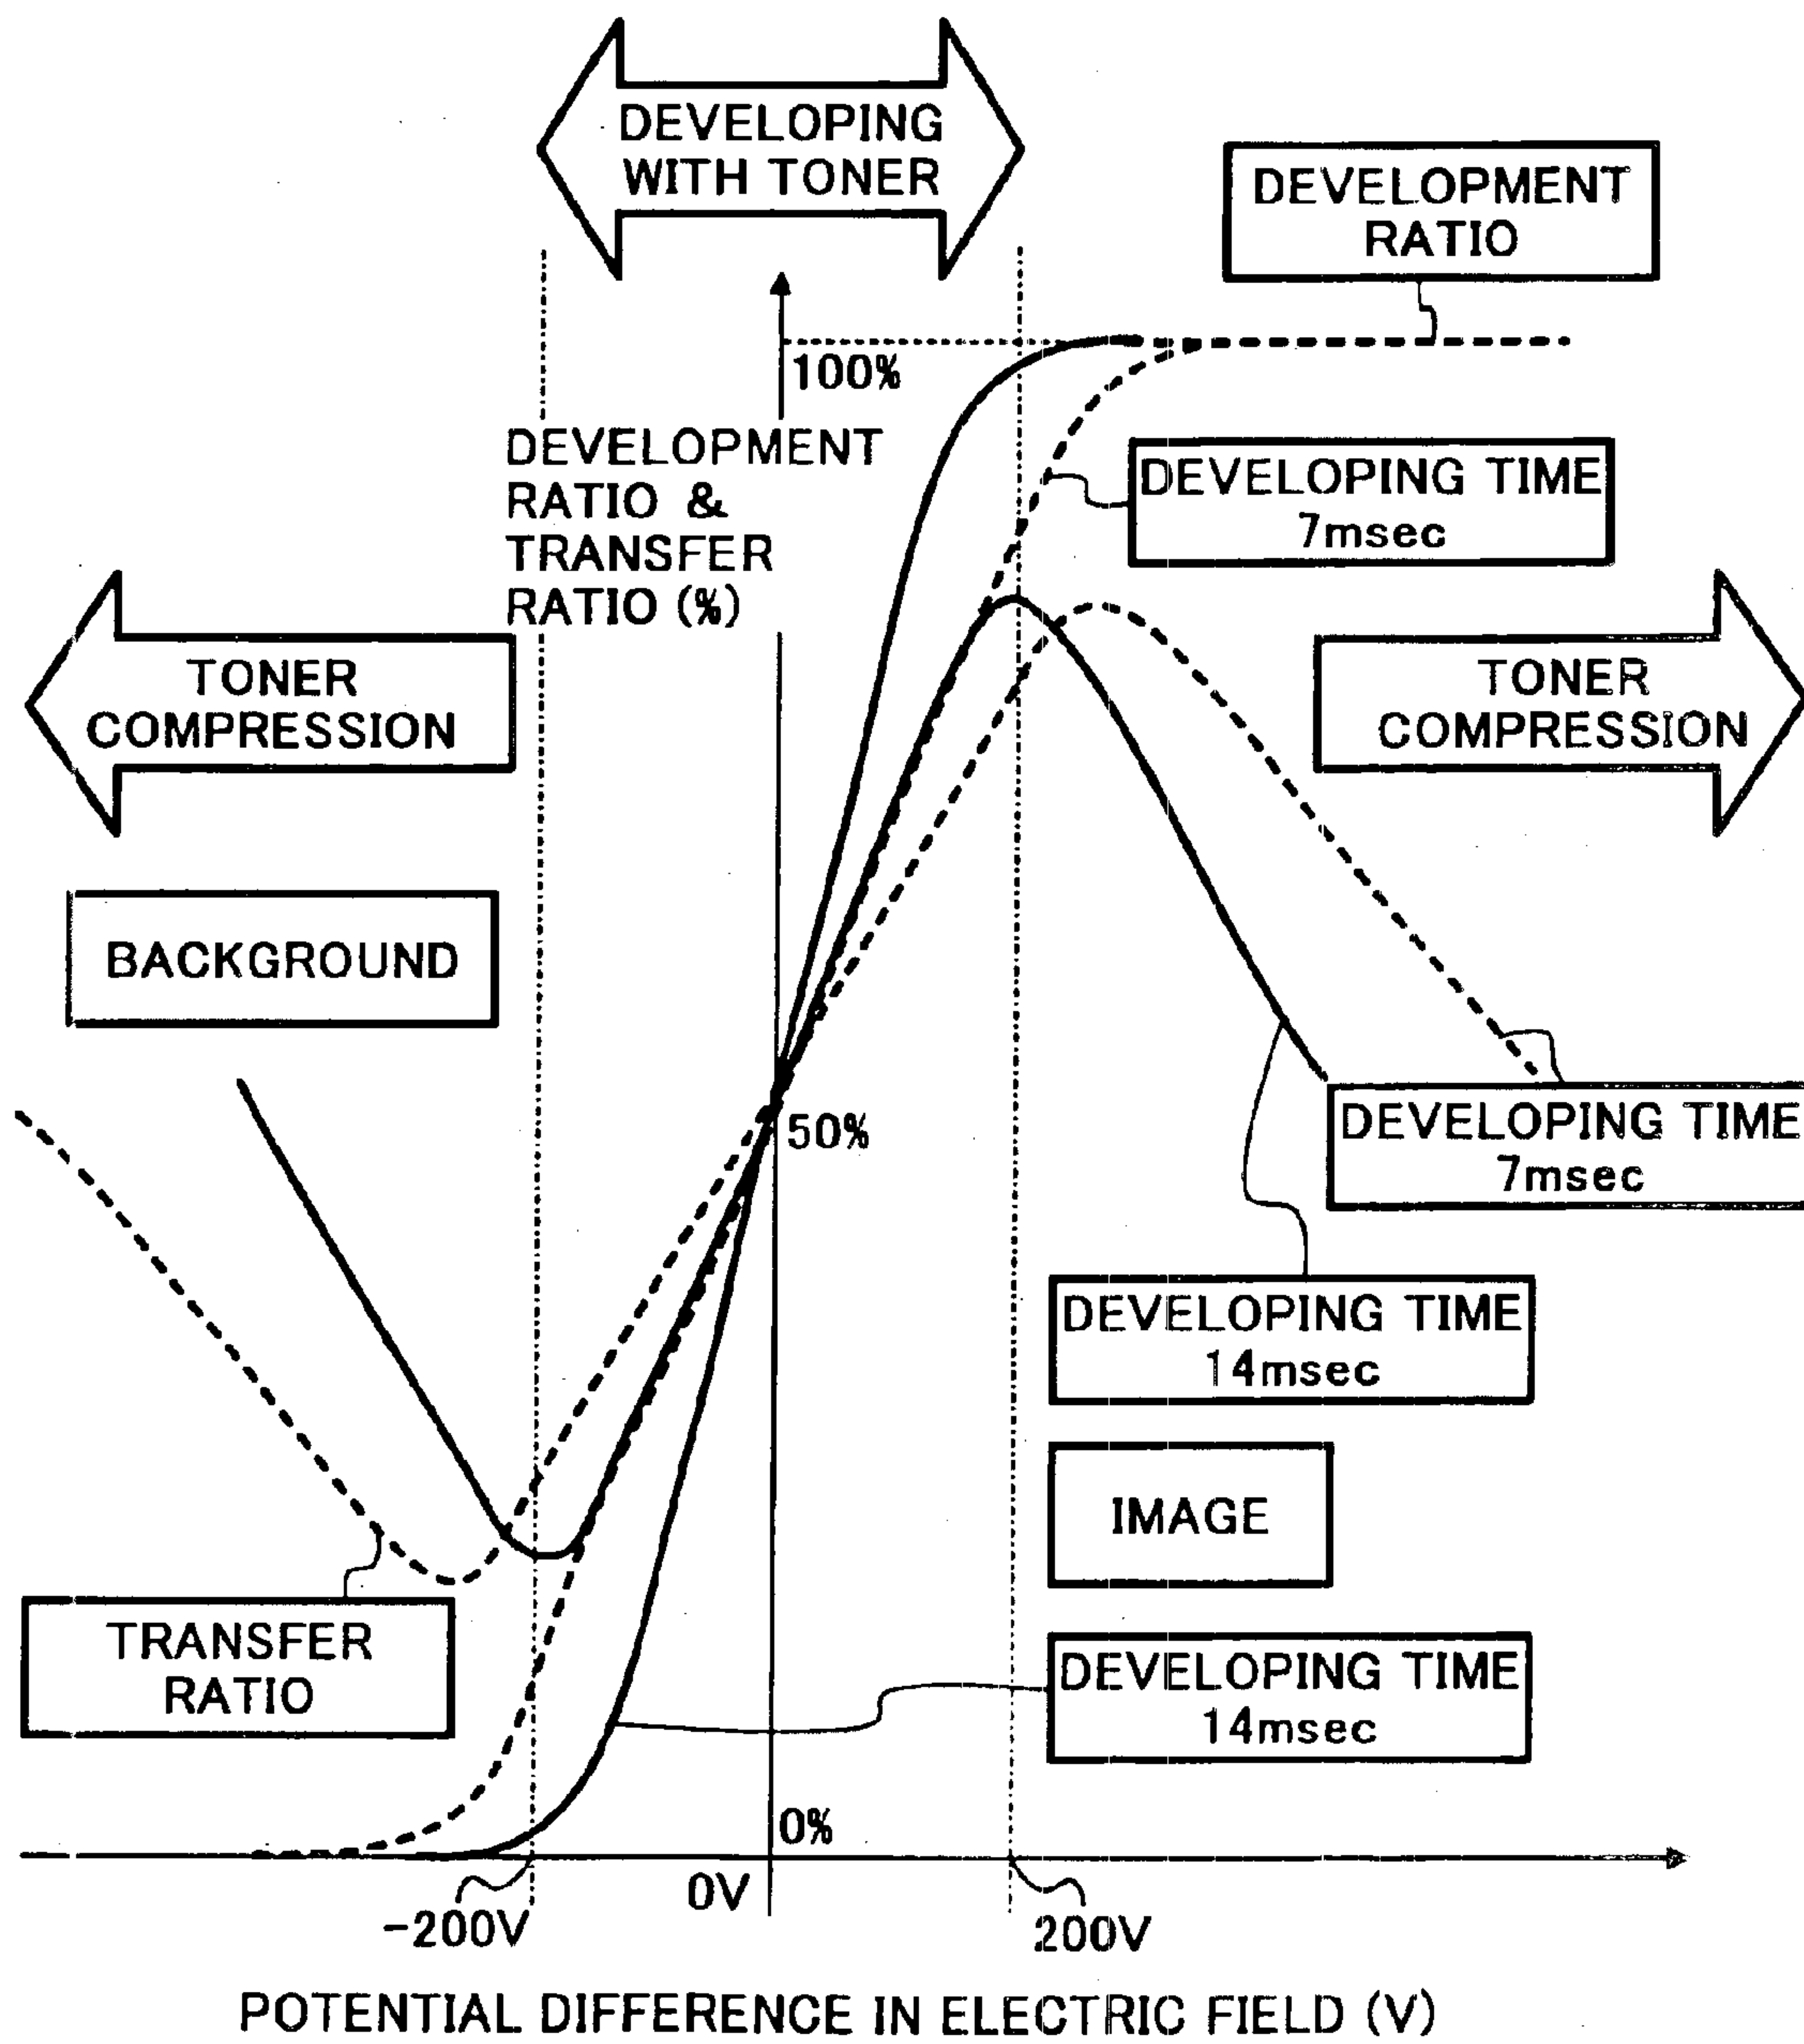 DEVELOPING
WITH TONER
DEVELOPMENT
RATIO
100%
DEVELOPMENT
RATIO &
TRANSFER
RATIO (%)
DEVELOPING TIME
7msec
TONER
COMPRESSION
TONER
COMPRESSION
BACKGROUND
50%
DEVELOPING TIME
7msec
DEVELOPING TIME
14msec
IMAGE
TRANSFER
RATIO
DEVELOPING TIME
14msec
0%
0V
-200V
200V
POTENTIAL DIFFERENCE IN ELECTRIC FIELD (V)